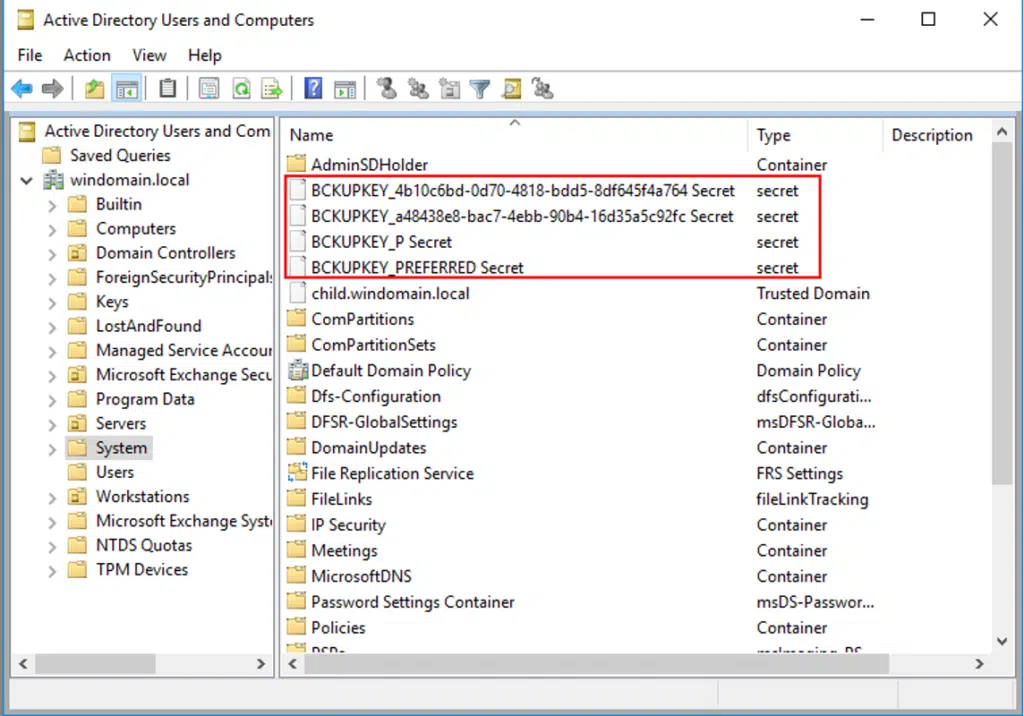 Active Directory Users and Computers
File Action View Help
Active Directory Users and Com
Saved Queries
windomain.local
Builtin
Computers
Domain Controllers
ForeignSecurityPrincipals
Keys
LostAndFound
Managed Service Accour
Microsoft Exchange Secu
Program Data
Servers
System
Users
Workstations
Microsoft Exchange Syste
NTDS Quotas
TPM Devices
Name Type Description
AdminSDHolder Container
BCKUPKEY_4b10c6bd-0d70-4818-bdd5-8df645f4a764 Secret secret
BCKUPKEY_a48438e8-bac7-4ebb-90b4-16d35a5c92fc Secret secret
BCKUPKEY_P Secret secret
BCKUPKEY_PREFERRED Secret secret
child.windomain.local Trusted Domain
ComPartitions Container
ComPartitionSets Container
Default Domain Policy Domain Policy
Dfs-Configuration dfsConfigurati...
DFSR-GlobalSettings msDFSR-Globa...
DomainUpdates Container
File Replication Service FRS Settings
FileLinks fileLinkTracking
IP Security Container
Meetings Container
MicrosoftDNS Container
Password Settings Container msDS-Passwor...
Policies Container